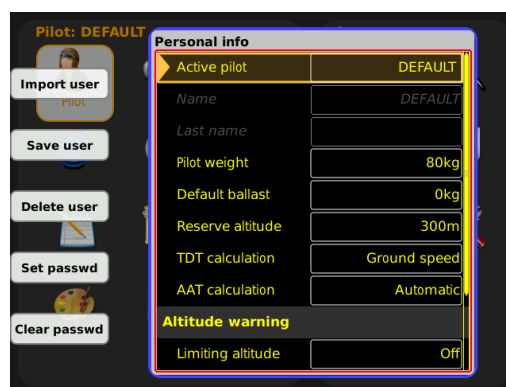 Pilot: DEFAULT
Personal info
Active pilot DEFAULT
Import user
Pilot
Name DEFAULT
Last name
Save user
Pilot weight 80kg
Default ballast 0kg
Delete user
Reserve altitude 300m
TDT calculation Ground speed
Set passwd
AAT calculation Automatic
Altitude warning
Clear passwd
Limiting altitude Off